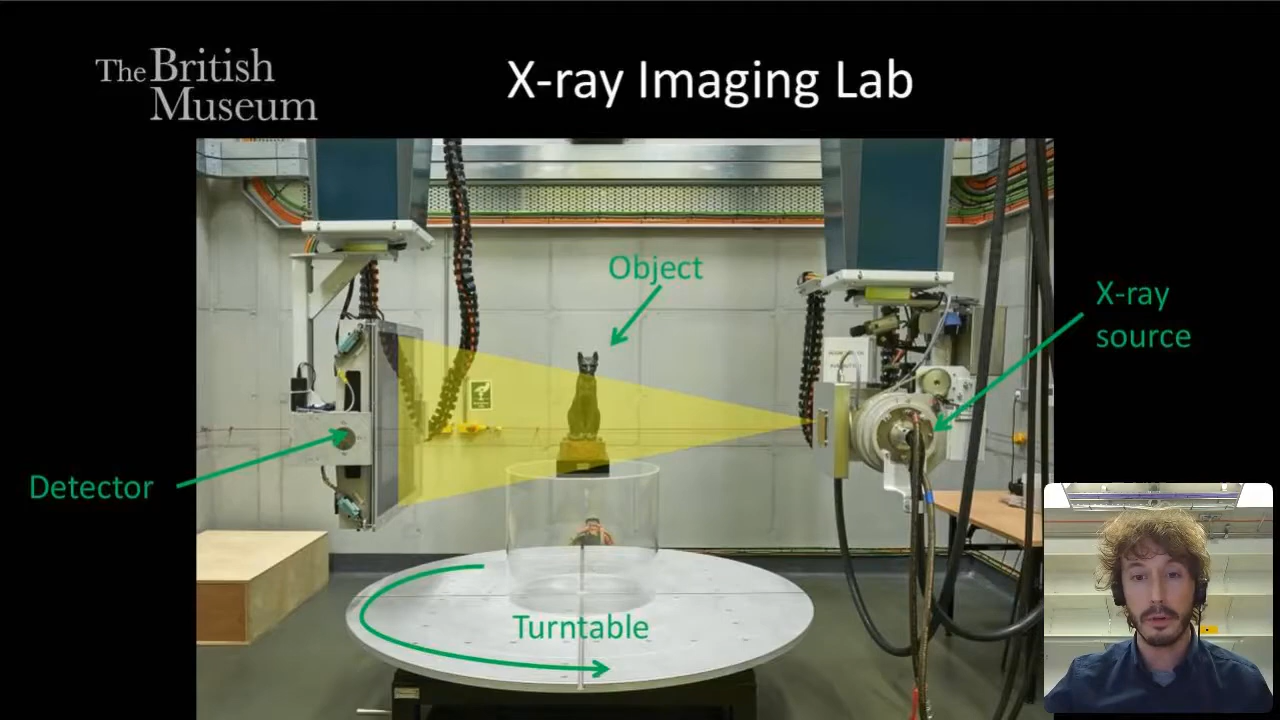 The British
Museum
X-ray Imaging Lab
Object
X-ray
source
Detector
Turntable